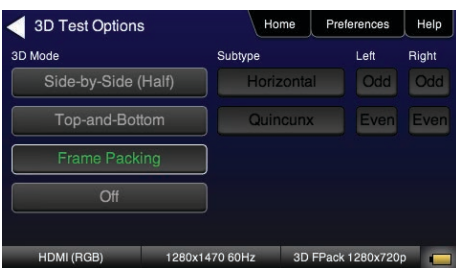 3D Test Options Home Preferences Help
3D Mode Subtype Left Right
Side-by-Side (Half) Horizontal Odd Odd
Top-and-Bottom Quincunx Even Even
Frame Packing
Off
HDMI (RGB) 1280x1470 60Hz 3D FPack 1280x720p